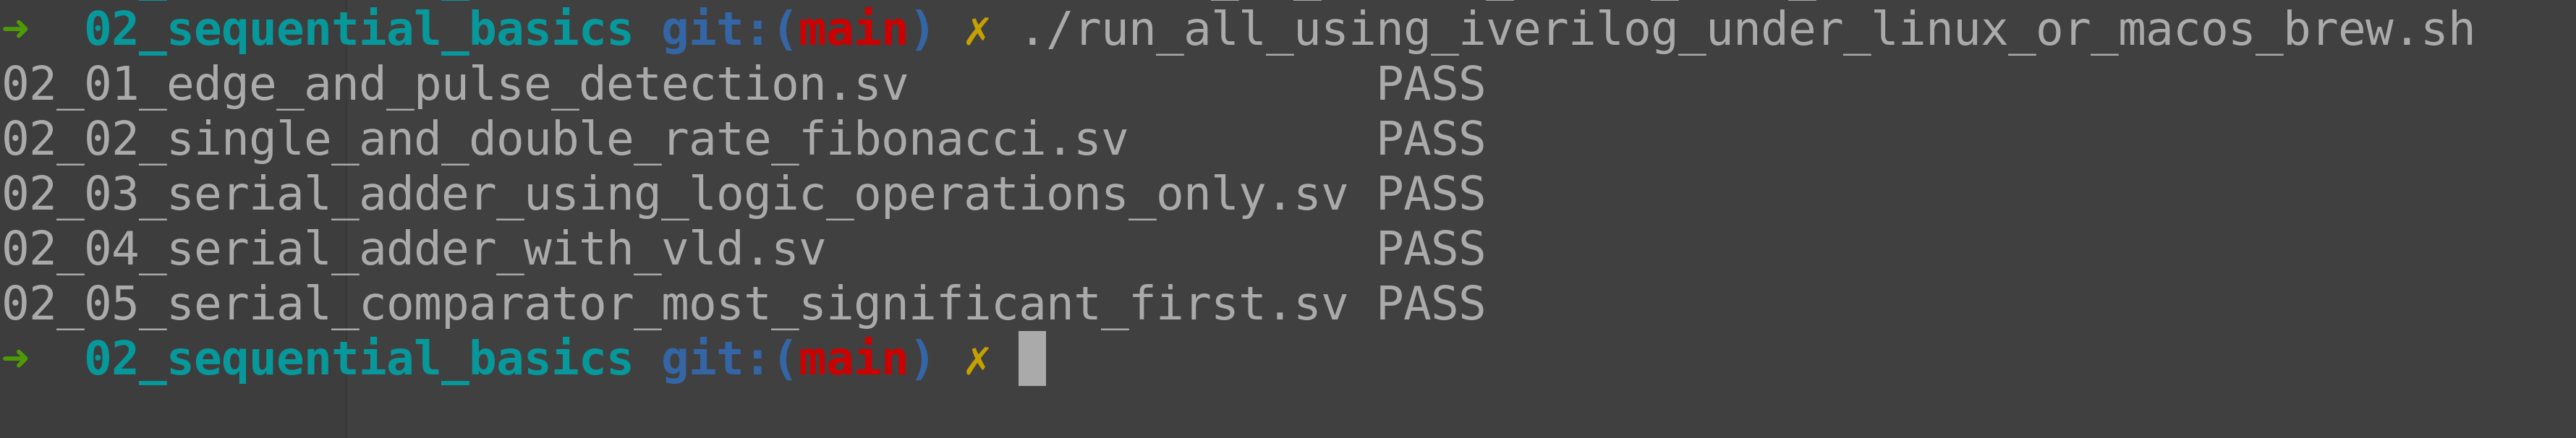 ➜  02_sequential_basics git:(main) ✗ ./run_all_using_iverilog_under_linux_or_macos_brew.sh
02_01_edge_and_pulse_detection.sv                 PASS
02_02_single_and_double_rate_fibonacci.sv         PASS
02_03_serial_adder_using_logic_operations_only.sv PASS
02_04_serial_adder_with_vld.sv                    PASS
02_05_serial_comparator_most_significant_first.sv PASS
➜  02_sequential_basics git:(main) ✗